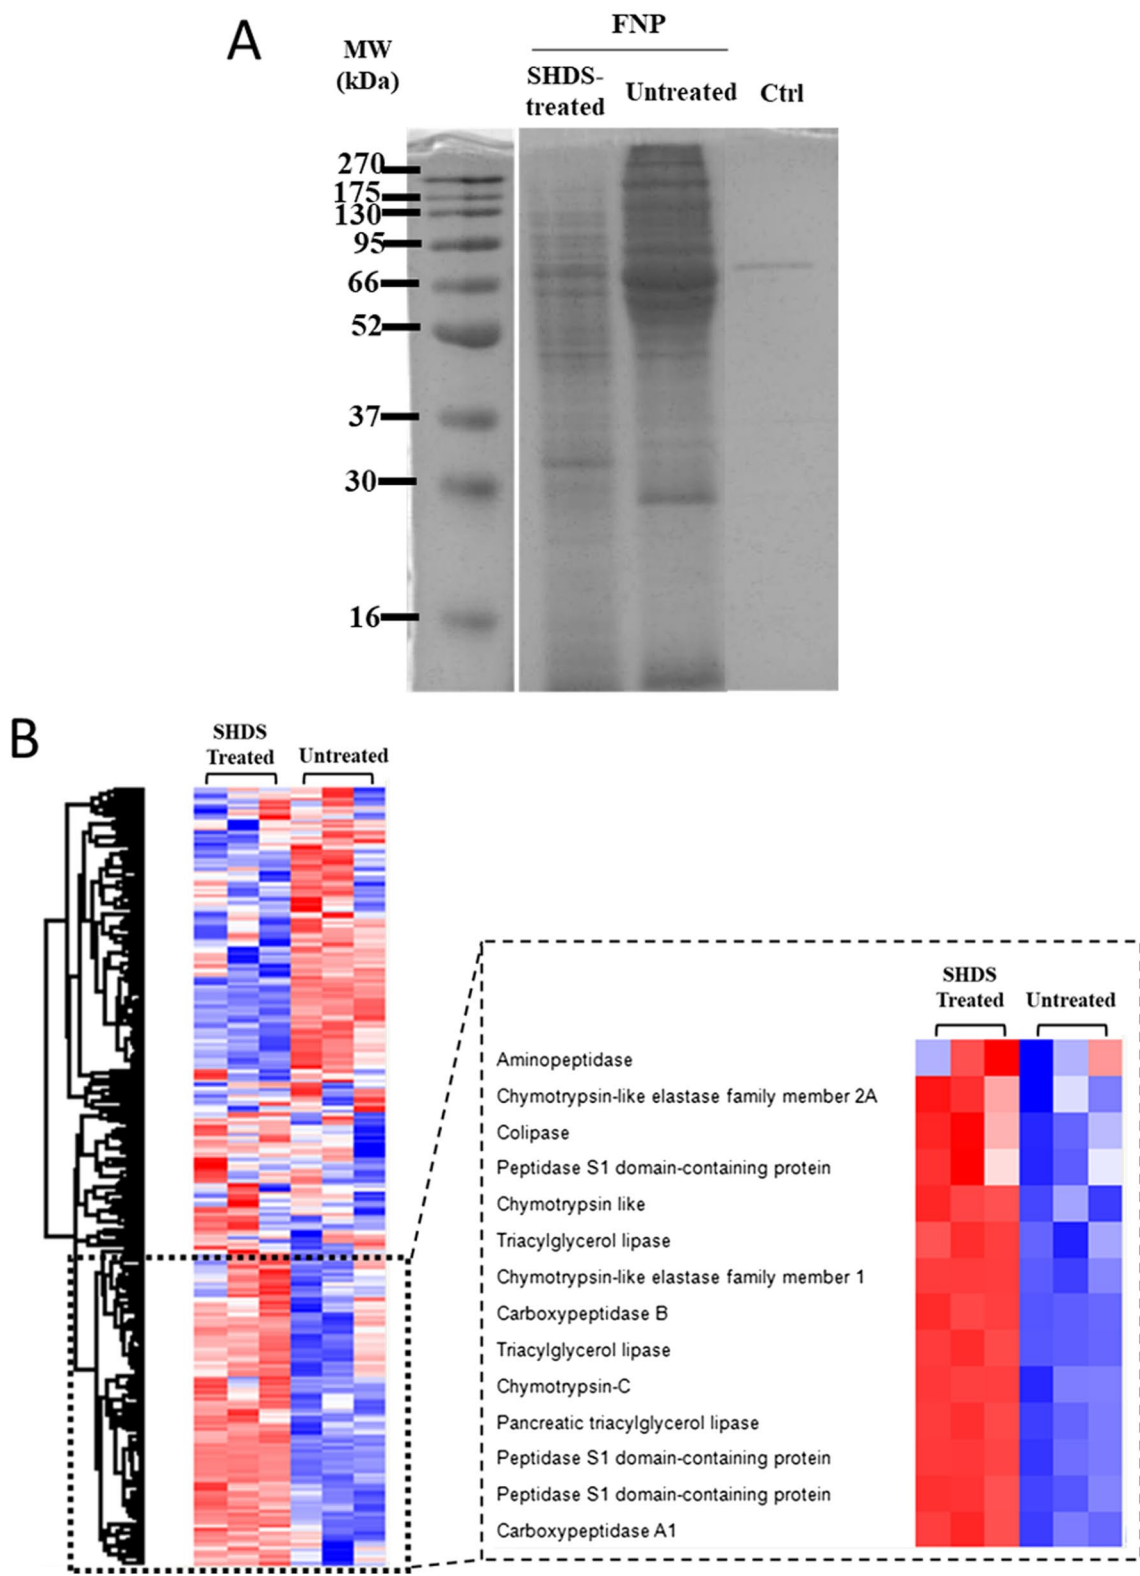 A
FNP
MW
(kDa)
SHDS-
treated
Untreated
Ctrl
270
175
130
95
66
52
37
30
16
B
SHDS
Treated
Untreated
SHDS
Treated
Untreated
Aminopeptidase
Chymotrypsin-like elastase family member 2A
Colipase
Peptidase S1 domain-containing protein
Chymotrypsin like
Triacylglycerol lipase
Chymotrypsin-like elastase family member 1
Carboxypeptidase B
Triacylglycerol lipase
Chymotrypsin-C
Pancreatic triacylglycerol lipase
Peptidase S1 domain-containing protein
Peptidase S1 domain-containing protein
Carboxypeptidase A1